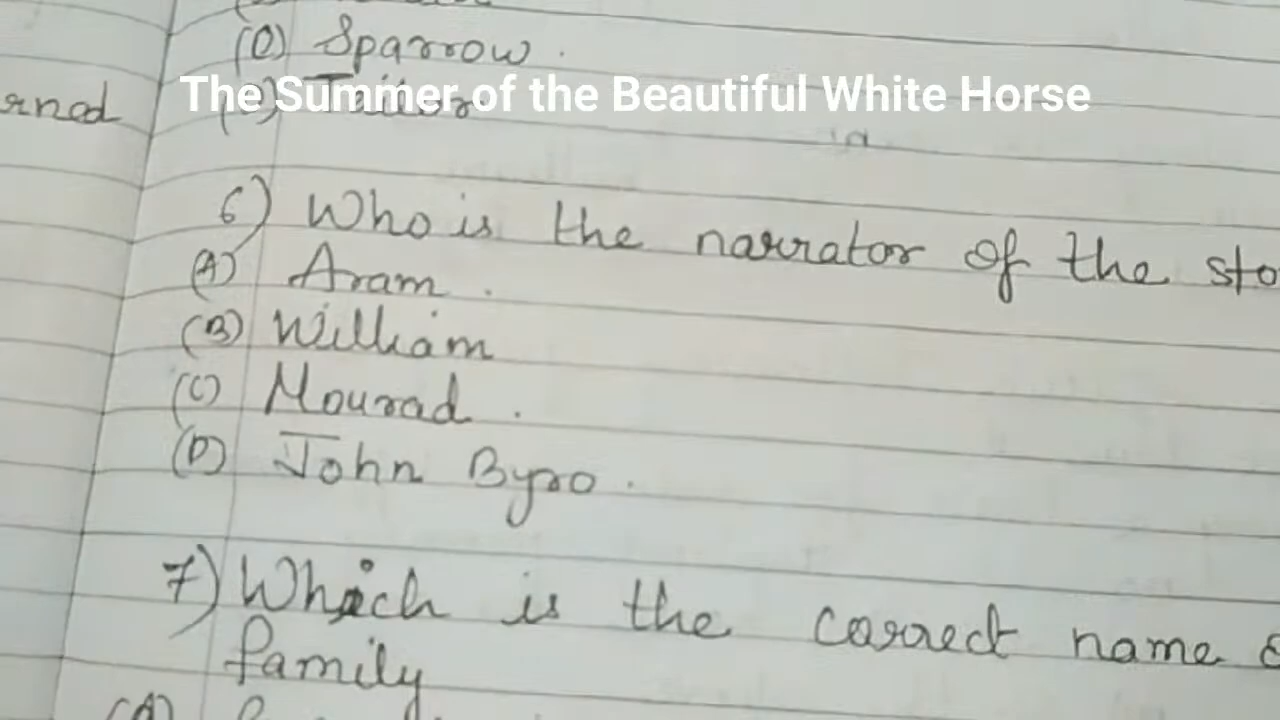 (D) Sparrow.
The Summer of the Beautiful White Horse
6) Who is the narrator of the sto
(A) Aram.
(B) William
(C) Mourad.
(D) John Byro.
7) Which is the correct name
family
(A)